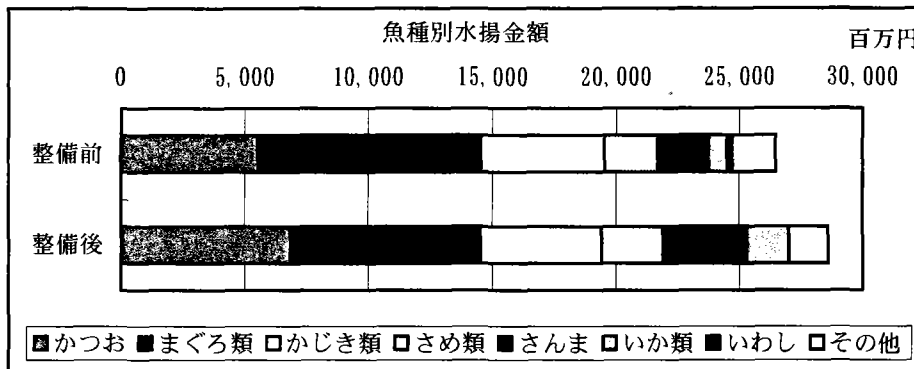 魚種別水揚金額
百万円
0 5,000 10,000 15,000 20,000 25,000 30,000
整備前
整備後
■かつお ■まぐろ類 □かじき類 □さめ類 ■さんま □いか類 ■いわし □その他